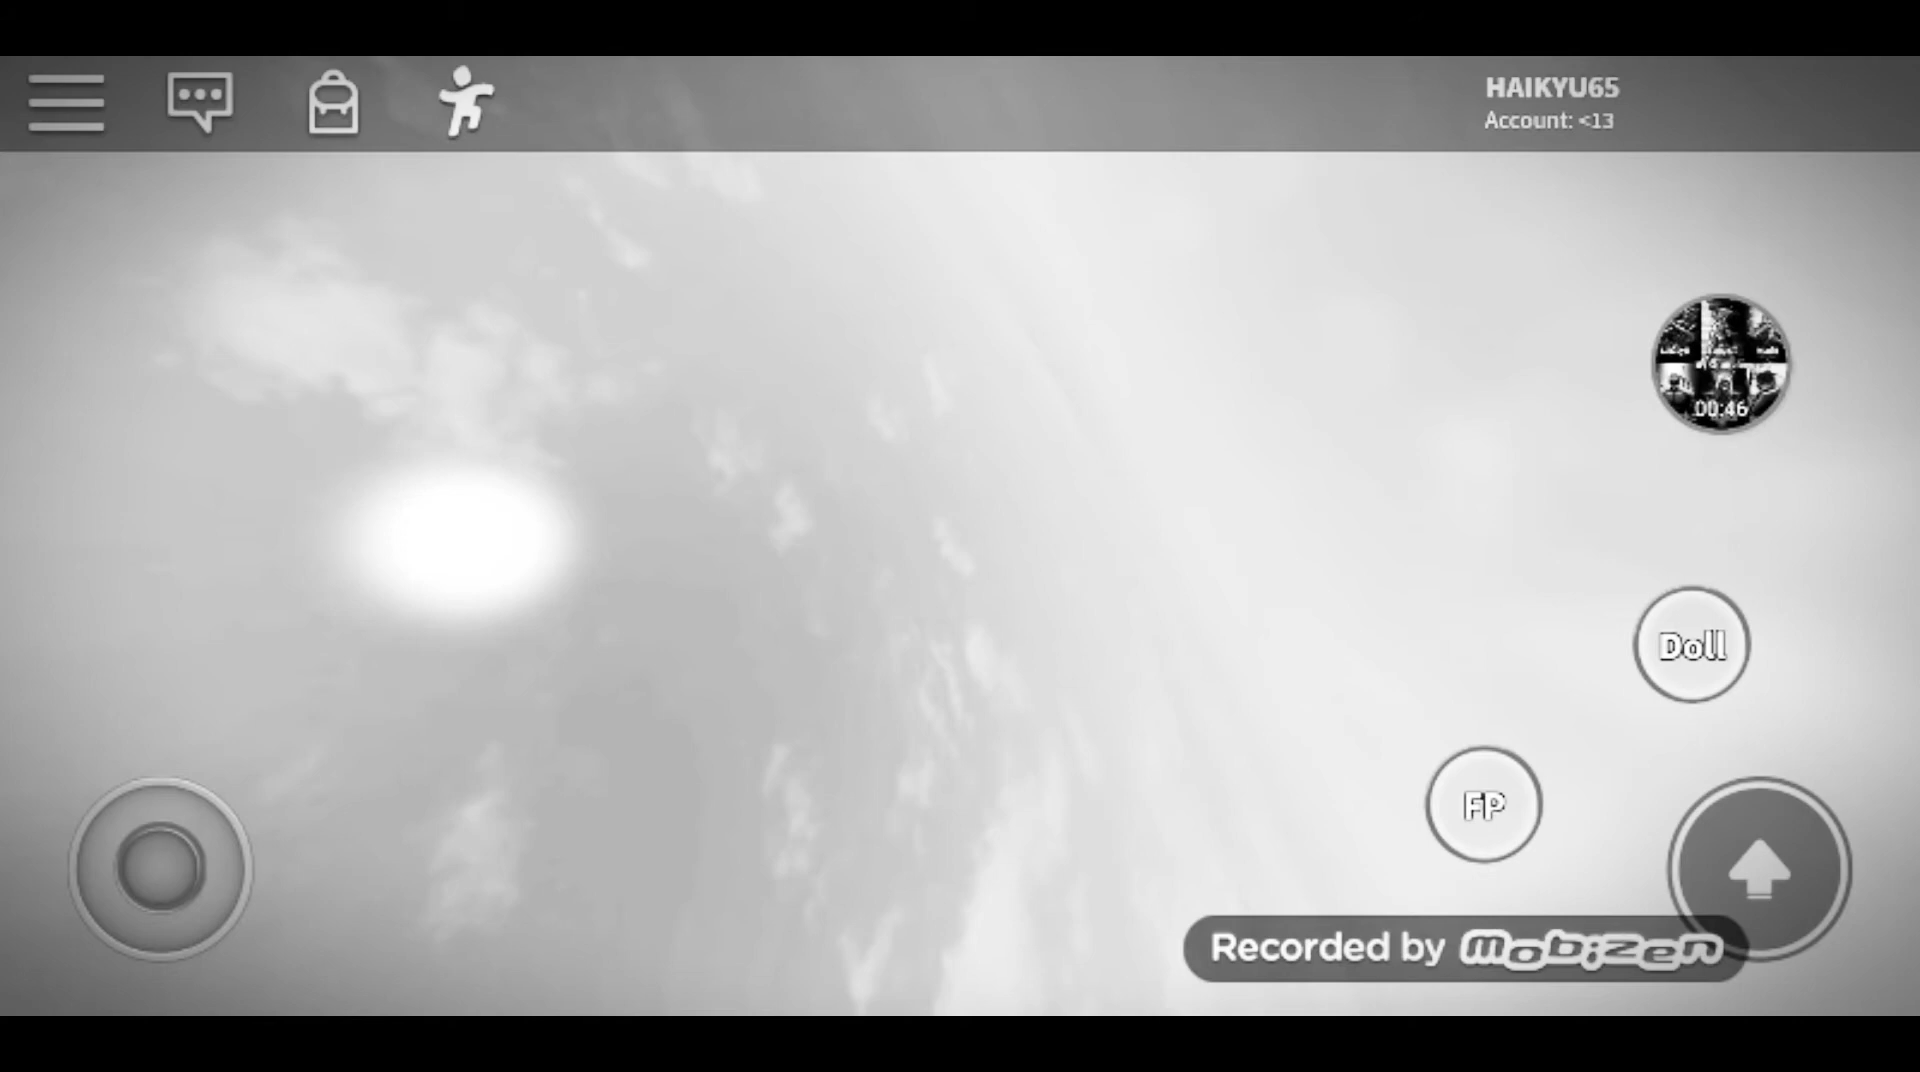 HAIKYU65
Account: <13
00:46
Doll
FP
Recorded by mobizen